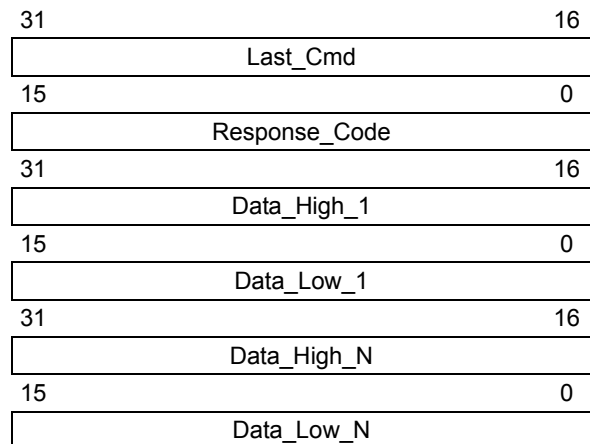 31 16
Last_Cmd
15 0
Response_Code
31 16
Data_High_1
15 0
Data_Low_1
31 16
Data_High_N
15 0
Data_Low_N